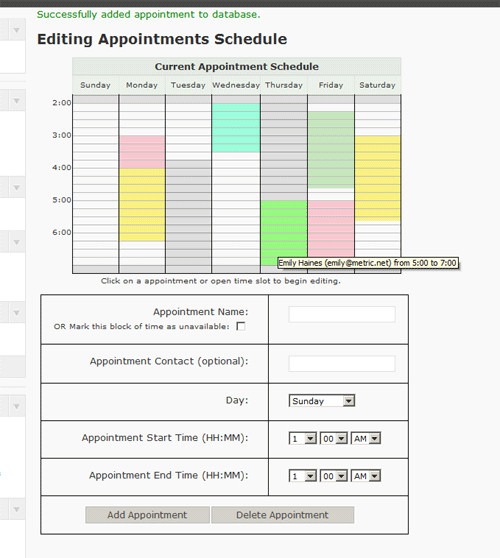 Successfully added appointment to database.
Editing Appointments Schedule
Current Appointment Schedule
Sunday Monday Tuesday Wednesday Thursday Friday Saturday
2:00
3:00
4:00
5:00
6:00
Emily Haines (emily@metric.net) from 5:00 to 7:00
Click on a appointment or open time slot to begin editing.
Appointment Name:
OR Mark this block of time as unavailable:
Appointment Contact (optional):
Day: Sunday
Appointment Start Time (HH:MM): 1 00 AM
Appointment End Time (HH:MM): 1 00 AM
Add Appointment Delete Appointment